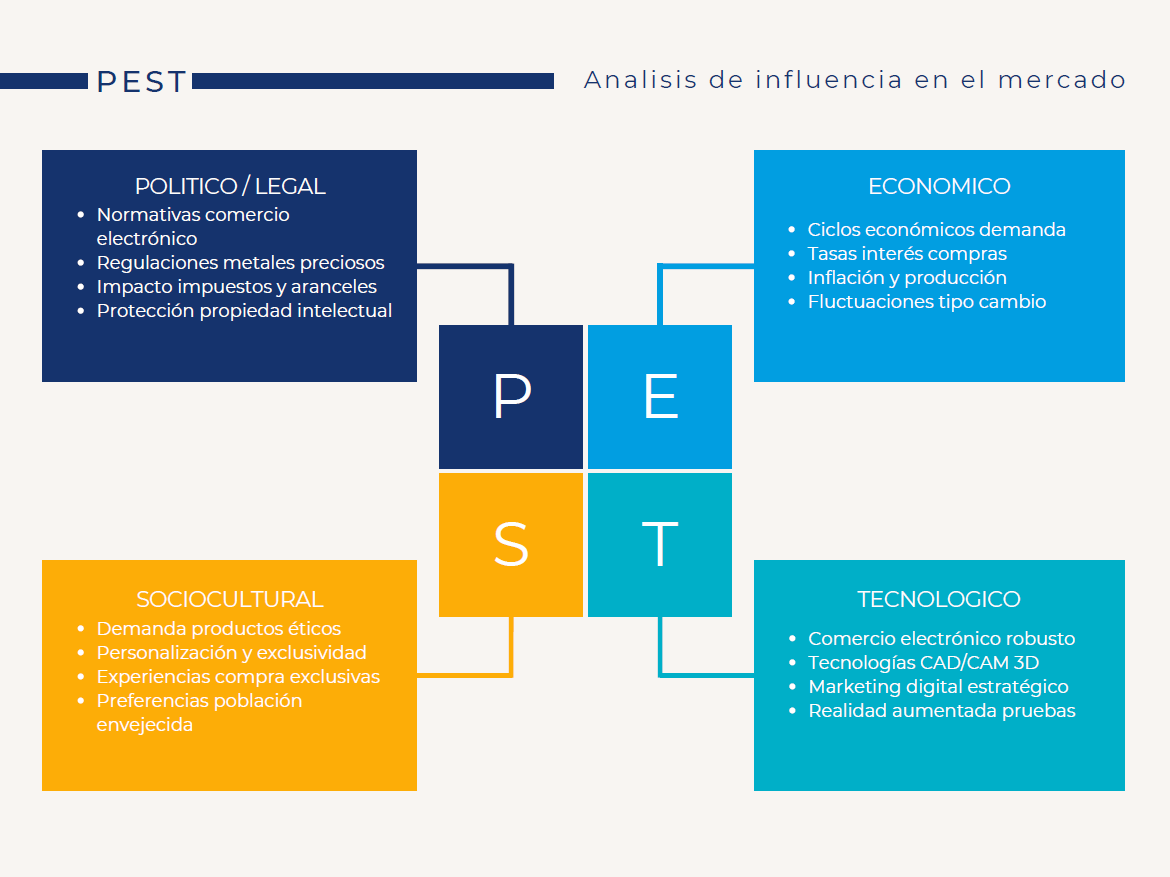 PEST
Analisis de influencia en el mercado
POLITICO / LEGAL
• Normativas comercio
electrónico
• Regulaciones metales preciosos
• Impacto impuestos y aranceles
• Protección propiedad intelectual
ECONOMICO
• Ciclos económicos demanda
• Tasas interés compras
• Inflación y producción
• Fluctuaciones tipo cambio
P
E
S
T
SOCIOCULTURAL
• Demanda productos éticos
• Personalización y exclusividad
• Experiencias compra exclusivas
• Preferencias población
envejecida
TECNOLOGICO
• Comercio electrónico robusto
• Tecnologías CAD/CAM 3D
• Marketing digital estratégico
• Realidad aumentada pruebas